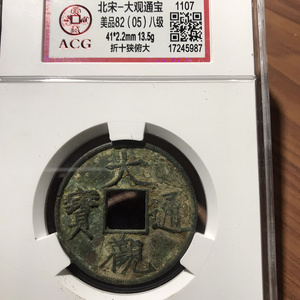 北宋-大观通宝
美品82 (05) 八级
41*2.2mm 13.5g
折十狭俯大
1107
17245987
ACG
大觀通寶